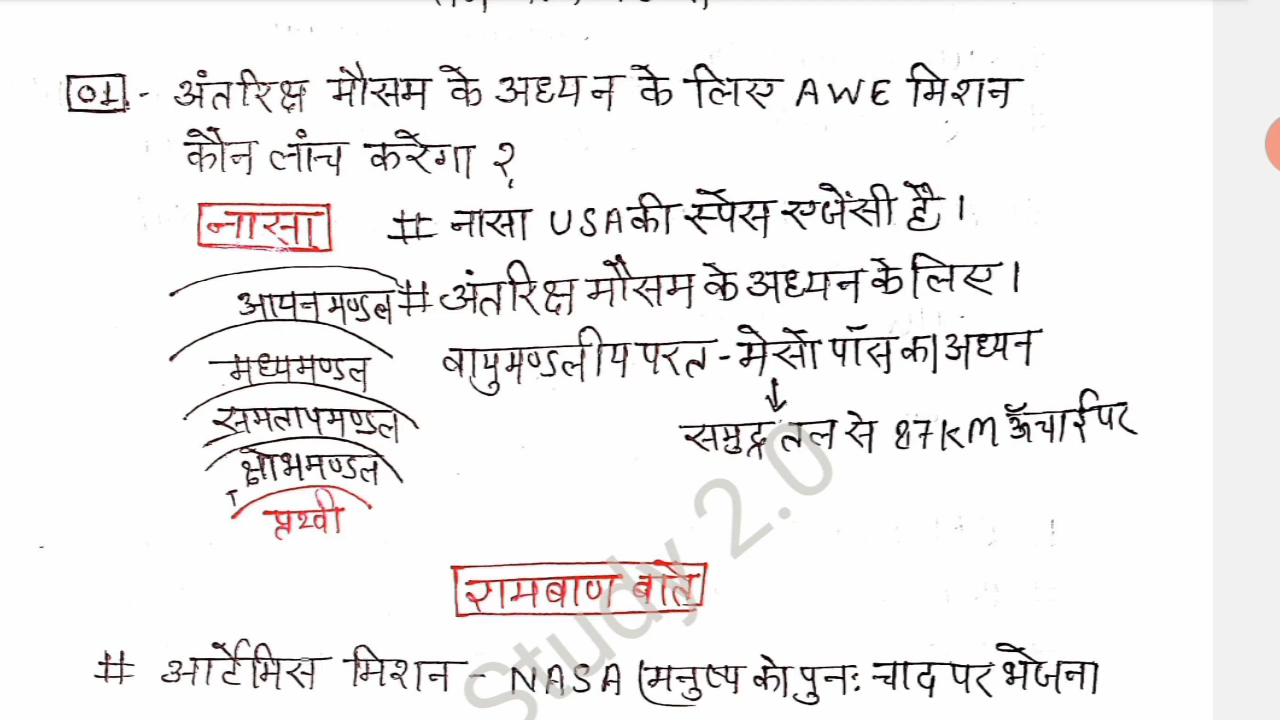 01 - अंतरिक्ष मौसम के अध्यन के लिए AWE मिशन
कौन लांच करेगा ?
नासा # नासा USA की स्पेस एजेंसी है।
आयनमण्डल # अंतरिक्ष मौसम के अध्यन के लिए।
मध्यमण्डल वायुमण्डलीय परत - मेसोपॉस का अध्यन
समतापमण्डल समुद्र तल से 87 KM ऊँचाई पर
क्षोभमण्डल
प्रथ्वी
रामबाण बाते
# आर्टेमिस मिशन - NASA (मनुष्य को पुनः चाद पर भेजना
Study 2.0